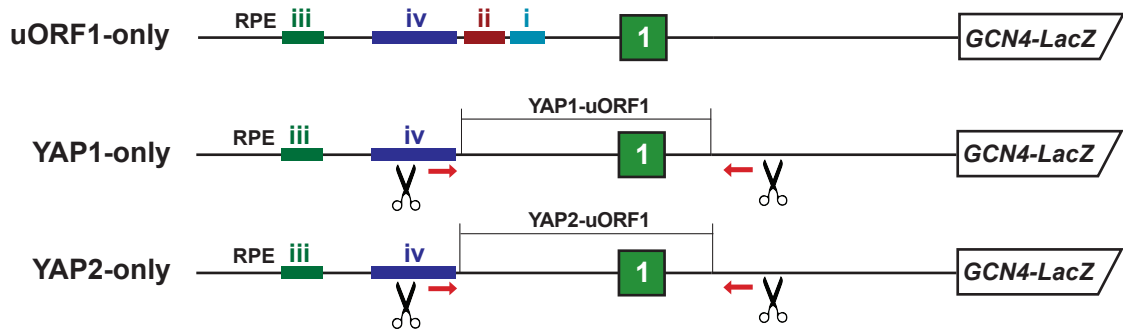 RPE iii iv ii i
uORF1-only 1 GCN4-LacZ
YAP1-uORF1
RPE iii iv
YAP1-only 1 GCN4-LacZ
YAP2-uORF1
RPE iii iv
YAP2-only 1 GCN4-LacZ